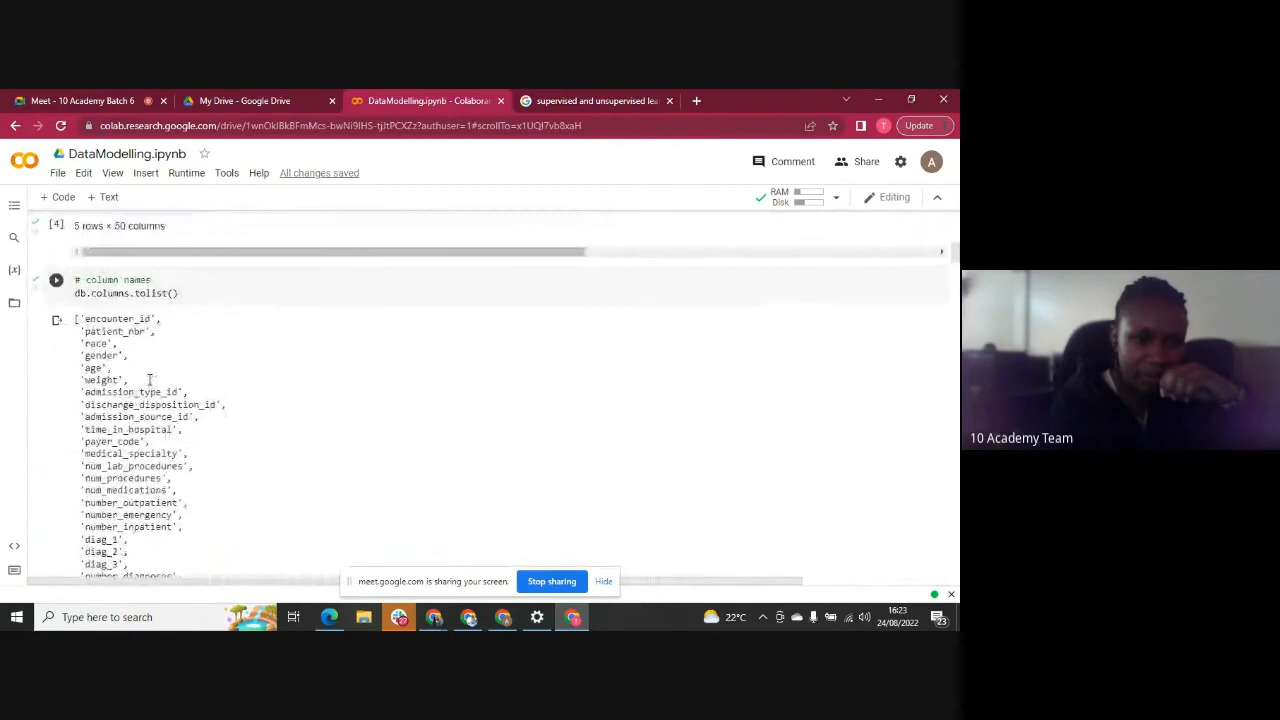 Meet - 10 Academy Batch 6
My Drive - Google Drive
DataModelling.ipynb - Colabora
supervised and unsupervised lea
colab.research.google.com/drive/1wnOkIBkBFmMcs-bwNi9IHS-tjJtPCXZz?authuser=1#scrollTo=x1UQI7vb8xaH
Update
DataModelling.ipynb
Comment
Share
A
File Edit View Insert Runtime Tools Help All changes saved
+ Code + Text
RAM
Disk
Editing
[4] 5 rows × 50 columns
# column names
db.columns.tolist()
['encounter_id',
'patient_nbr',
'race',
'gender',
'age',
'weight',
'admission_type_id',
'discharge_disposition_id',
'admission_source_id',
'time_in_hospital',
'payer_code',
'medical_specialty',
'num_lab_procedures',
'num_procedures',
'num_medications',
'number_outpatient',
'number_emergency',
'number_inpatient',
'diag_1',
'diag_2',
'diag_3',
'number_diagnoses',
meet.google.com is sharing your screen.
Stop sharing
Hide
10 Academy Team
Type here to search
22°C
16:23
24/08/2022
23